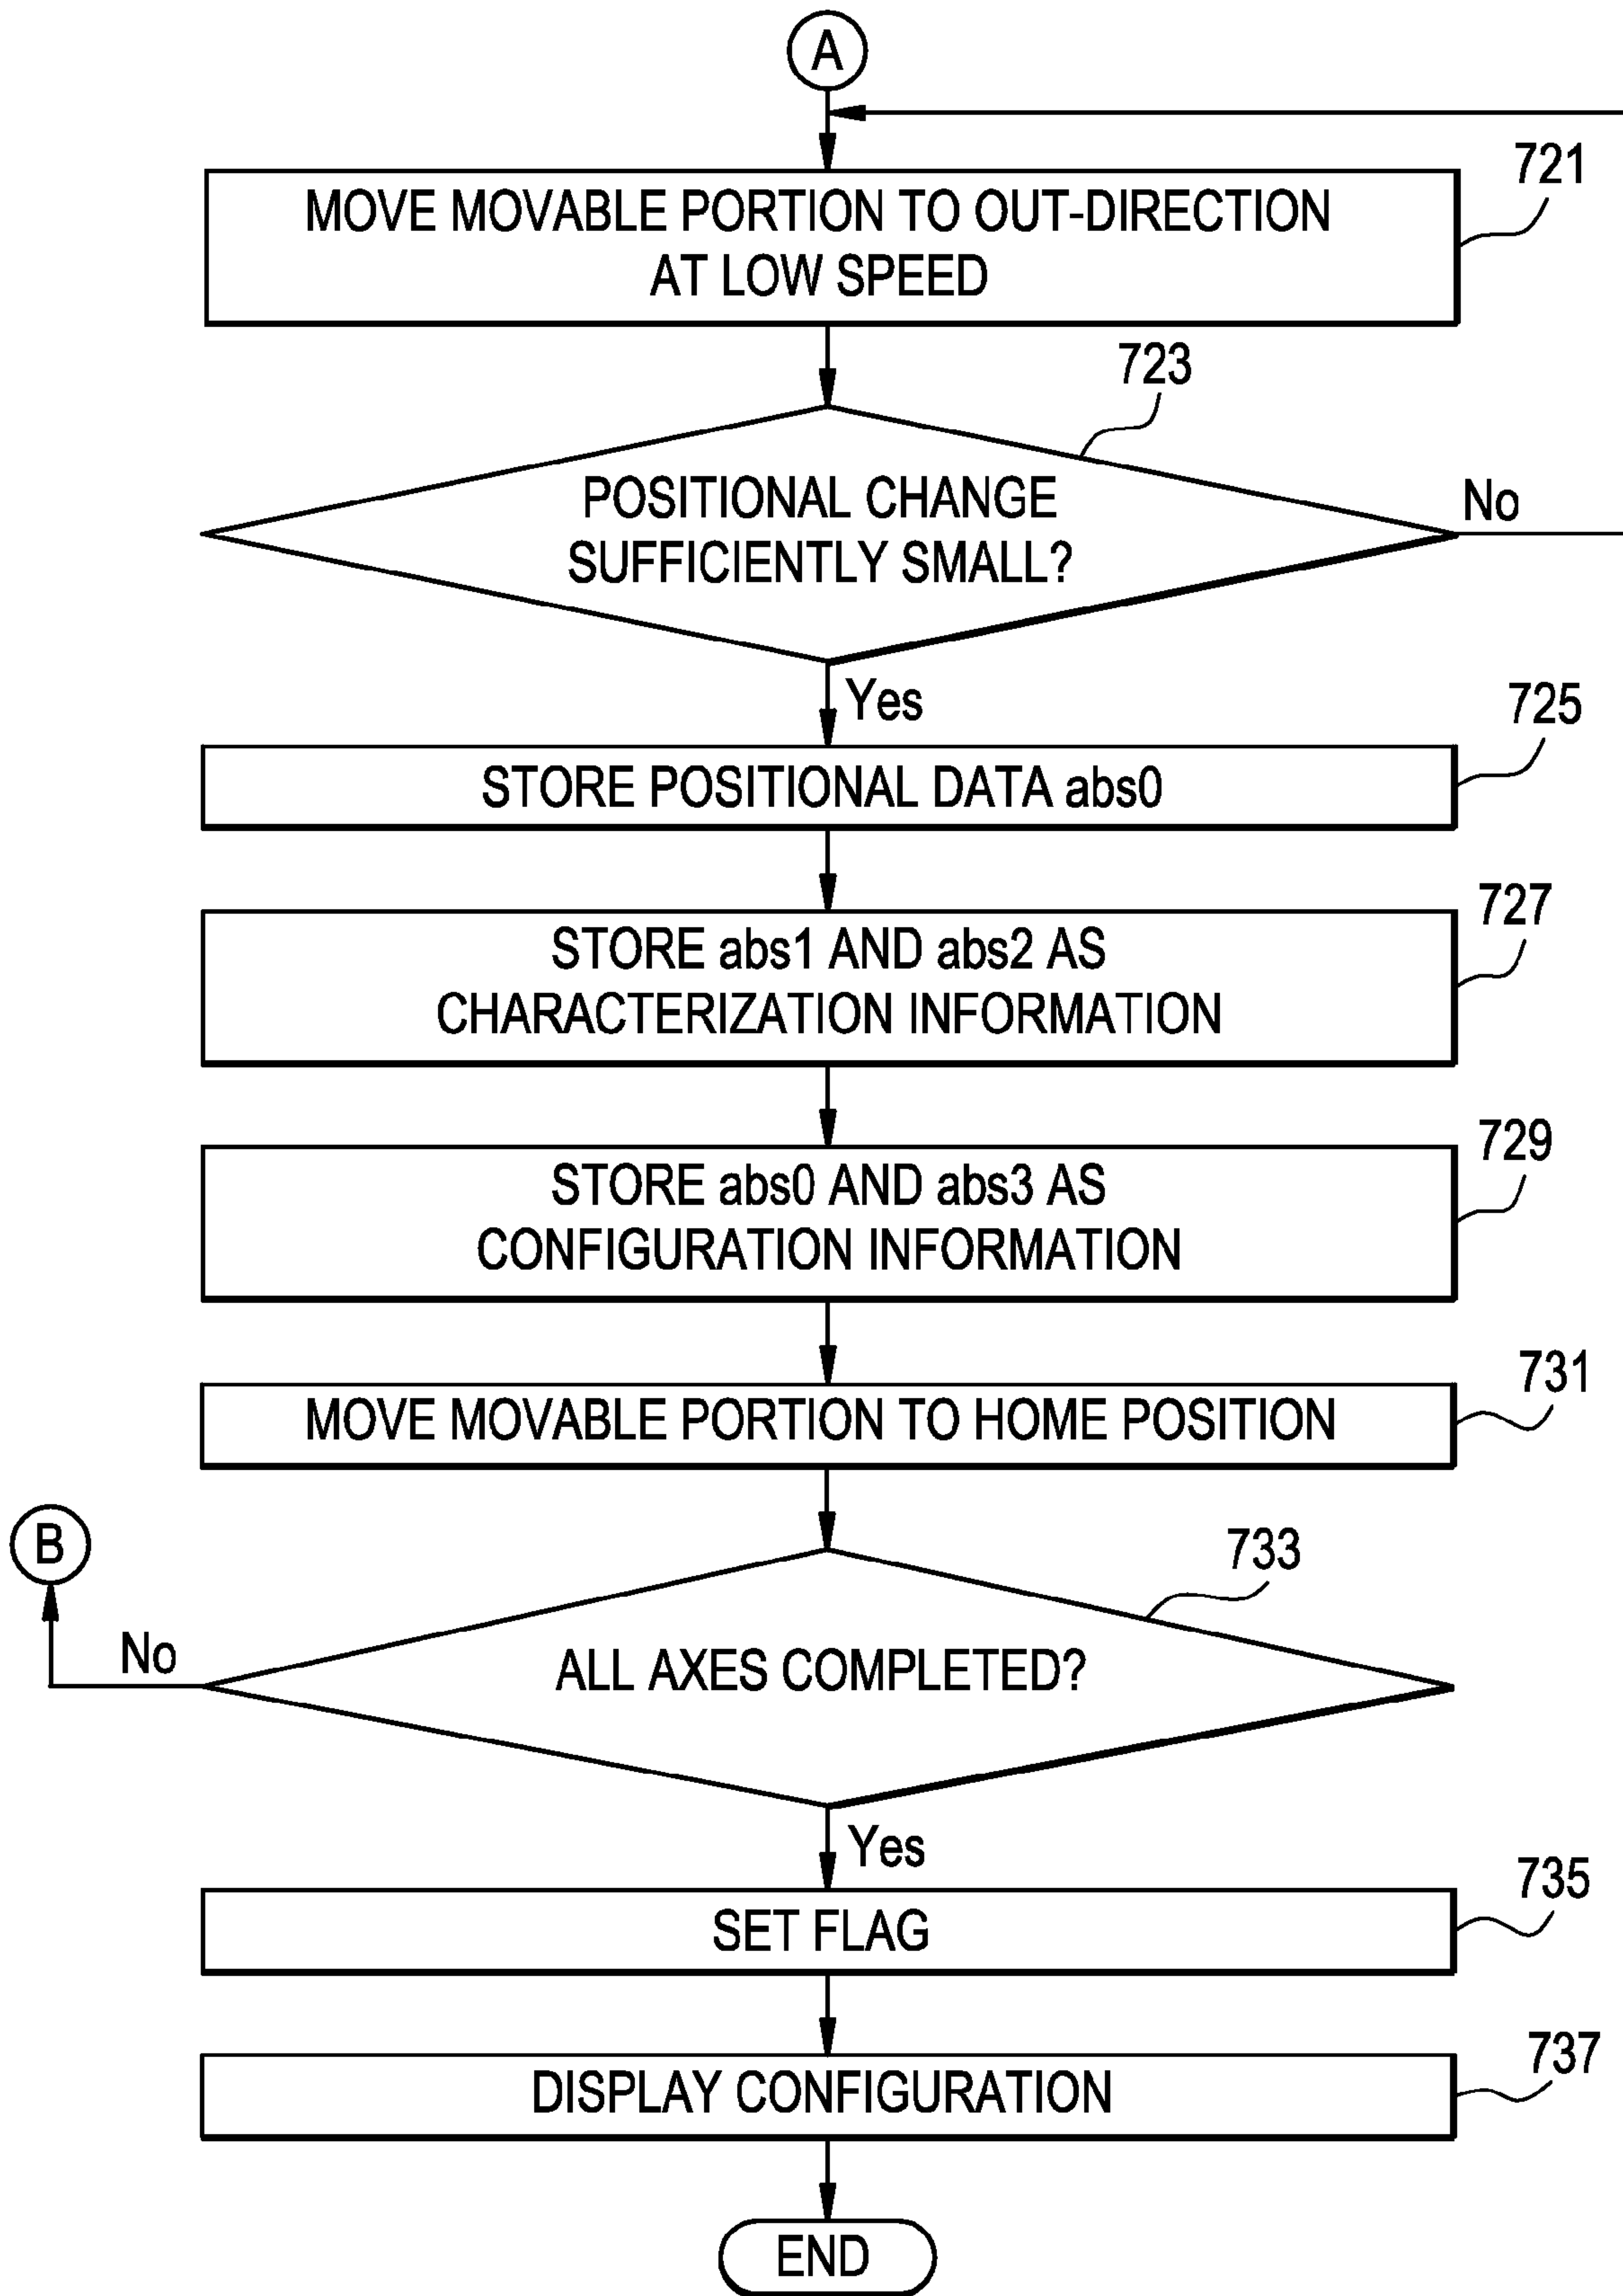 A
721
MOVE MOVABLE PORTION TO OUT-DIRECTION
AT LOW SPEED
723
POSITIONAL CHANGE
SUFFICIENTLY SMALL?
No
Yes
725
STORE POSITIONAL DATA abs0
727
STORE abs1 AND abs2 AS
CHARACTERIZATION INFORMATION
729
STORE abs0 AND abs3 AS
CONFIGURATION INFORMATION
731
MOVE MOVABLE PORTION TO HOME POSITION
B
733
No
ALL AXES COMPLETED?
Yes
735
SET FLAG
737
DISPLAY CONFIGURATION
END